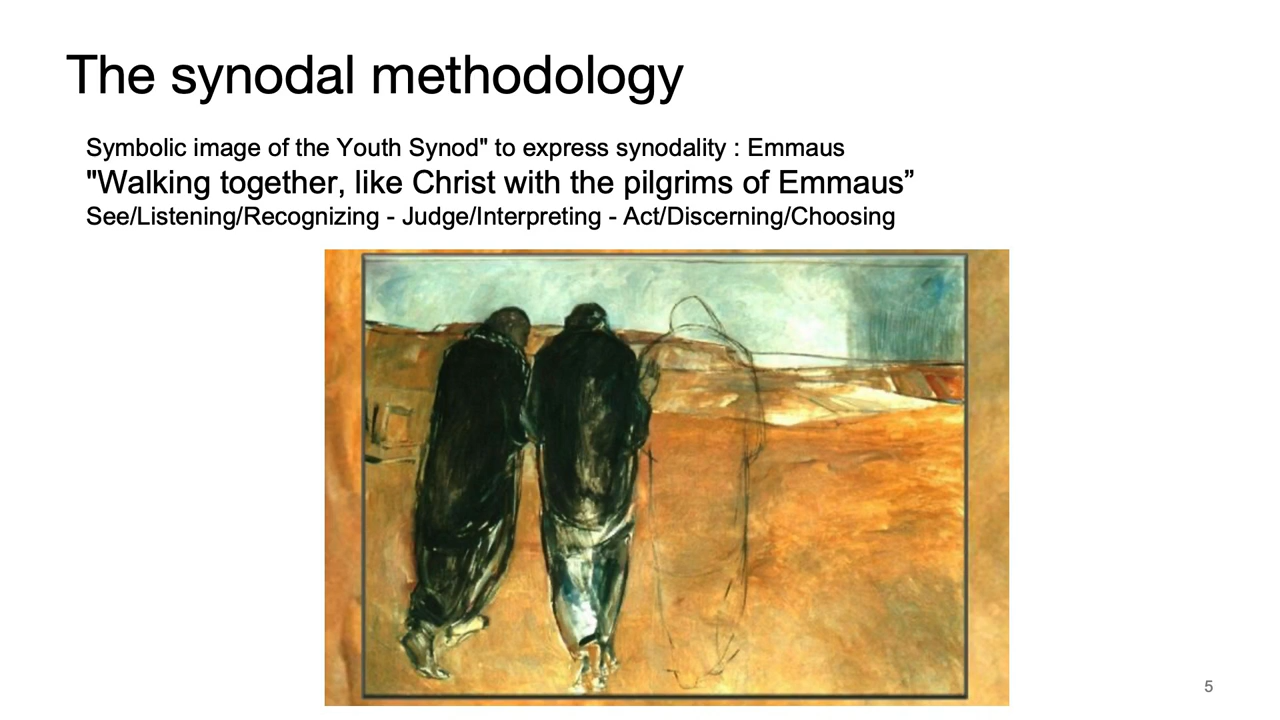 The synodal methodology
Symbolic image of the Youth Synod" to express synodality : Emmaus
"Walking together, like Christ with the pilgrims of Emmaus”
See/Listening/Recognizing - Judge/Interpreting - Act/Discerning/Choosing
5